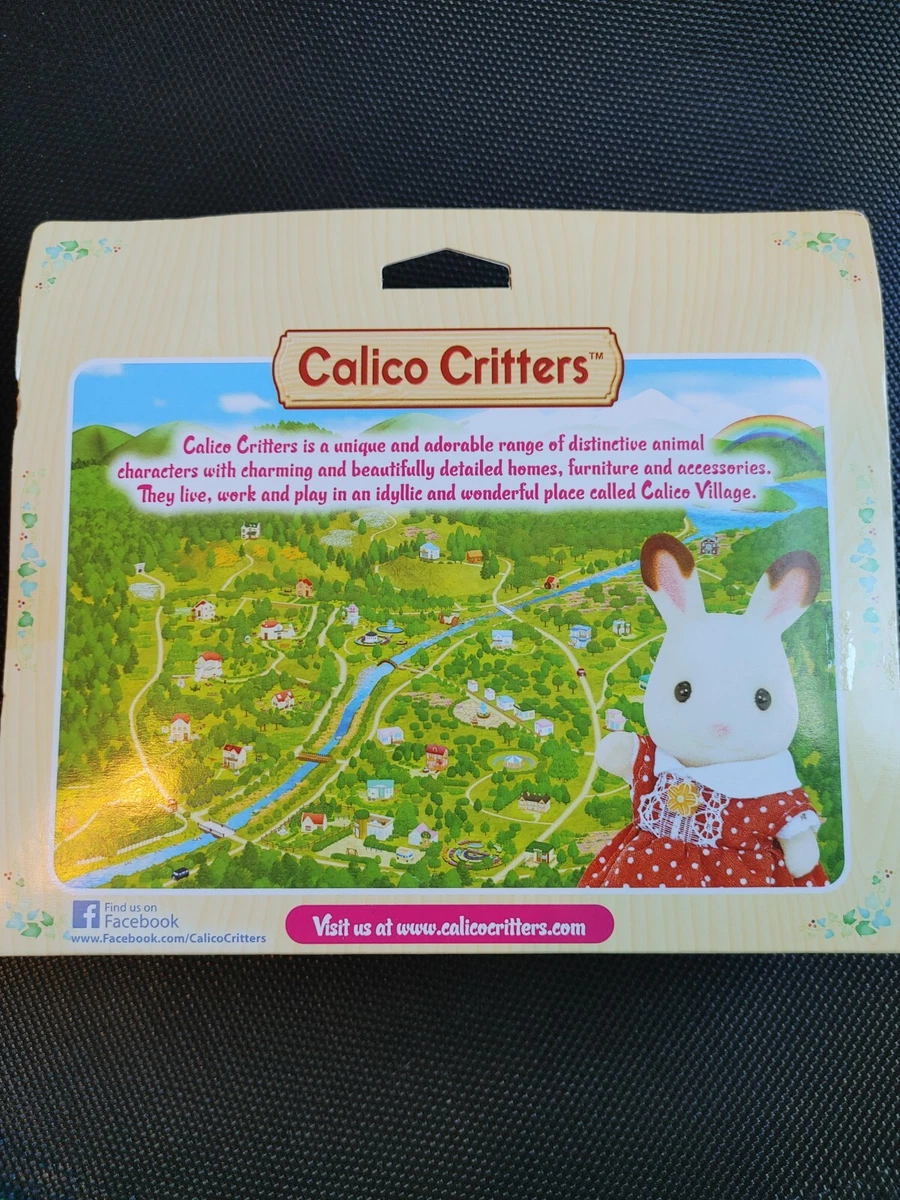 Calico Critters™
Calico Critters is a unique and adorable range of distinctive animal
characters with charming and beautifully detailed homes, furniture and accessories.
They live, work and play in an idyllic and wonderful place called Calico Village.
Find us on
Facebook
www.Facebook.com/CalicoCritters
Visit us at www.calicocritters.com